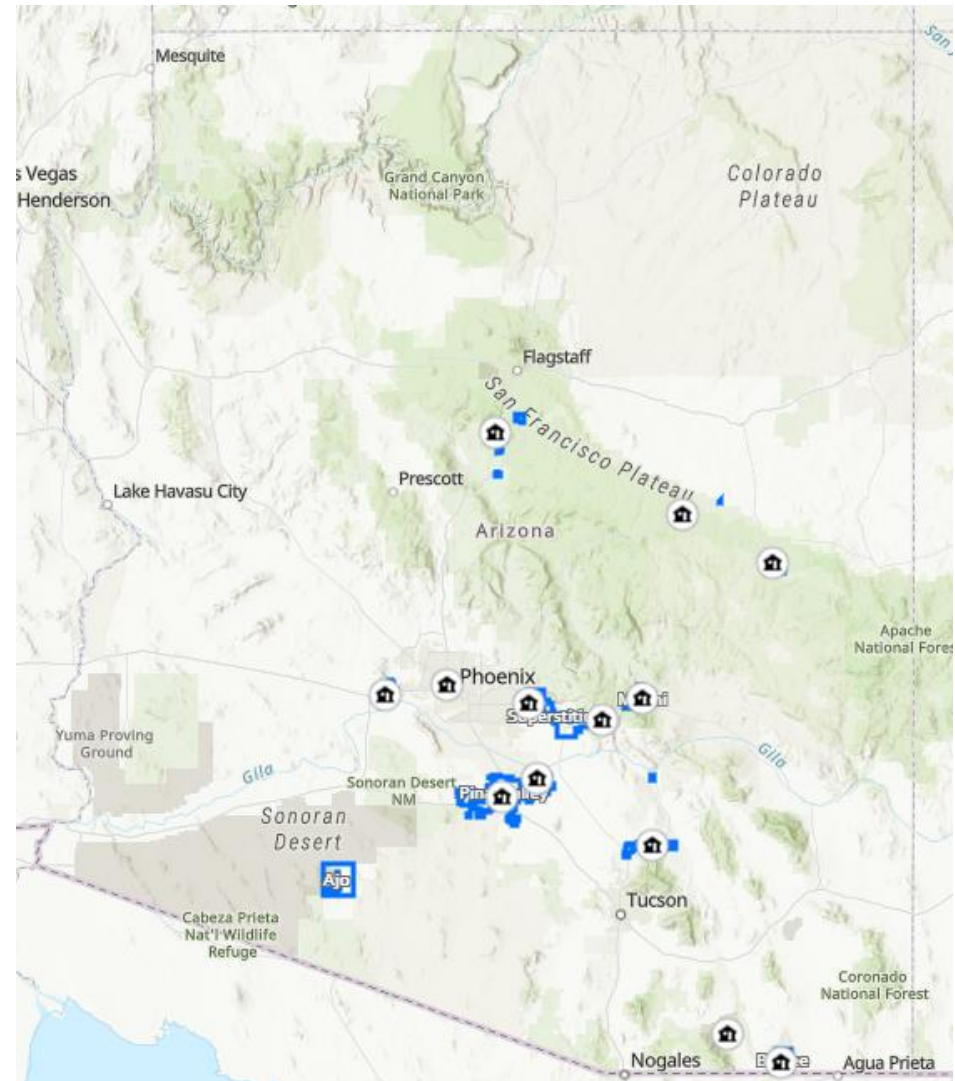 Mesquite
San
s Vegas
Henderson
Grand Canyon
National Park
Colorado
Plateau
Flagstaff
San Francisco Plateau
Prescott
Lake Havasu City
Arizona
Apache
National Fores
Phoenix
Yuma Proving
Ground
Gila
Gila
Sonoran Desert
NM
Sonoran
Desert
Ajo
Tucson
Cabeza Prieta
Nat'l Wildlife
Refuge
Coronado
National Forest
Nogales
Agua Prieta